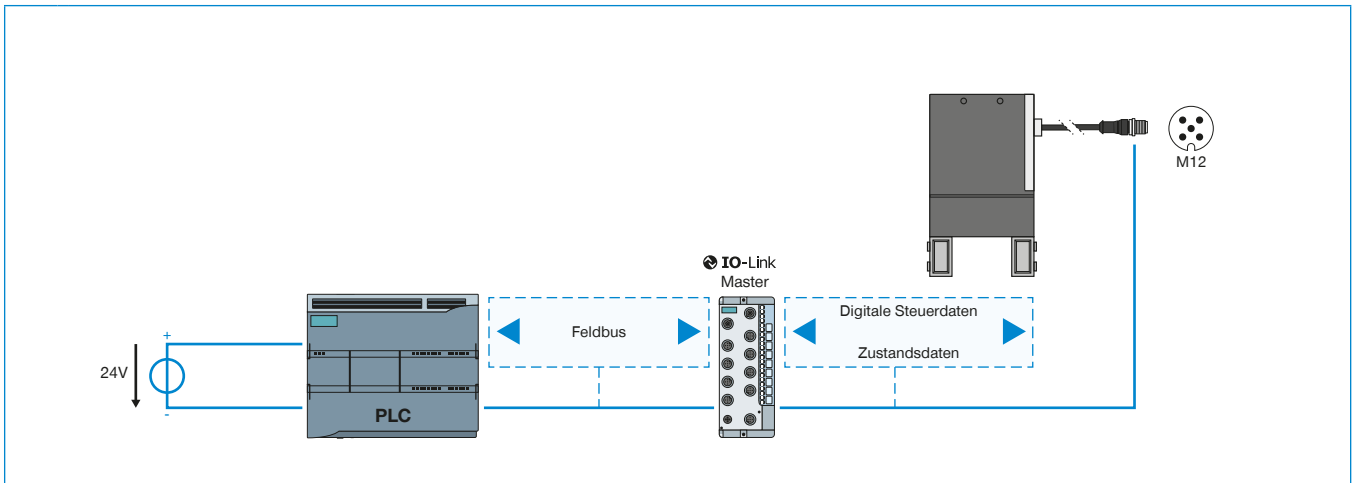 M12
IO-Link
Master
Digitale Steuerdaten
Feldbus
Zustandsdaten
+
24V
-
PLC